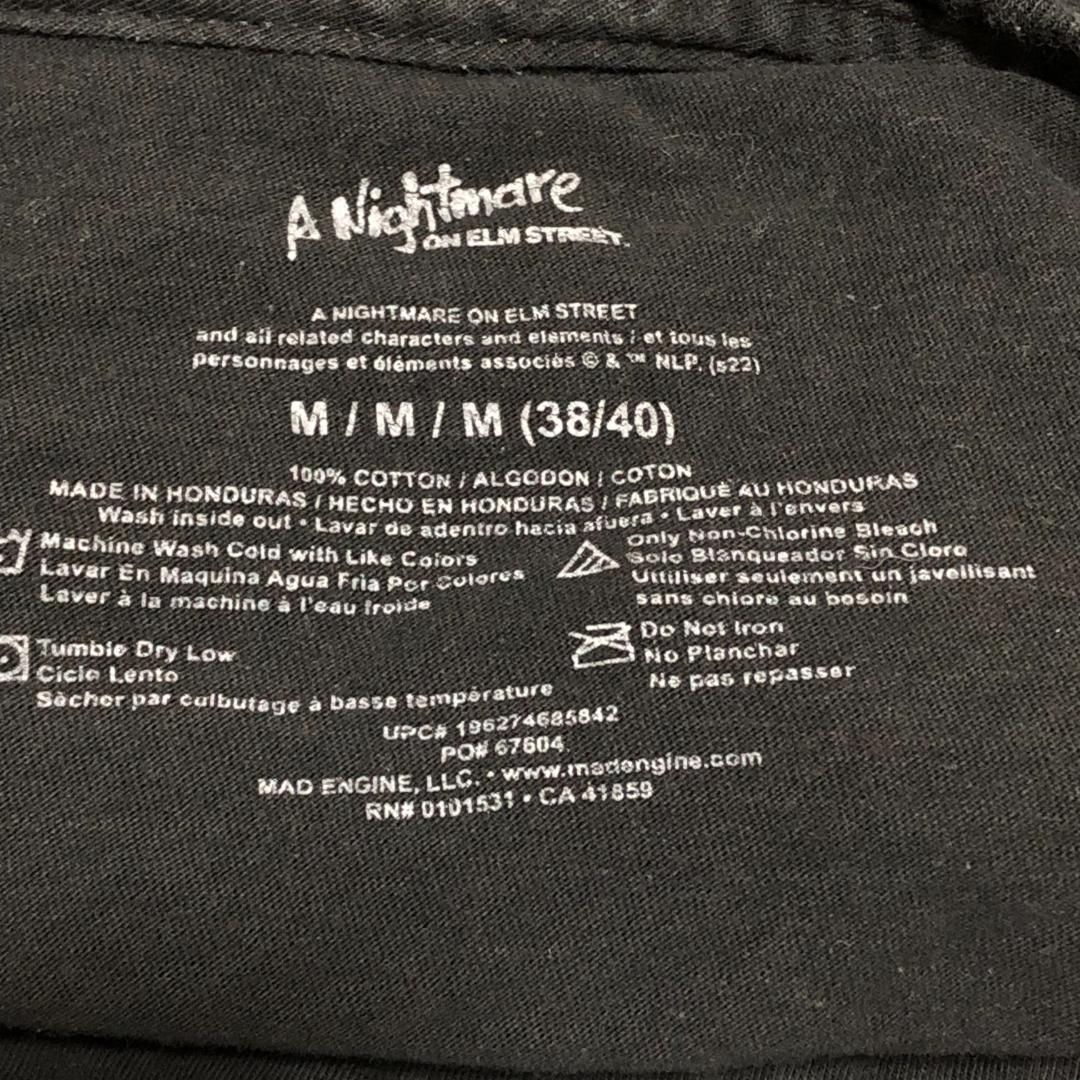 A Nightmare
ON ELM STREET.
A NIGHTMARE ON ELM STREET
and all related characters and elements / et tous les
personnages et éléments associés © & ™ NLP. (s22)
M / M / M (38/40)
100% COTTON / ALGODON / COTON
MADE IN HONDURAS / HECHO EN HONDURAS / FABRIQUÉ AU HONDURAS
Wash inside out • Lavar de adentro hacia afuera • Laver à l'envers
Machine Wash Cold with Like Colors
Lavar En Maquina Agua Fria Por Colores
Laver à la machine à l'eau froide
Only Non-Chlorine Bleach
Solo Blanqueador Sin Cloro
Uttiliser seulement un javellisant
sans chlore au besoin
Tumble Dry Low
Ciclo Lento
Sècher par culbutage à basse température
Do Not Iron
No Planchar
Ne pas repasser
UPC# 196274685842
PO# 67604
MAD ENGINE, LLC. • www.madengine.com
RN# 0101531 • CA 41859